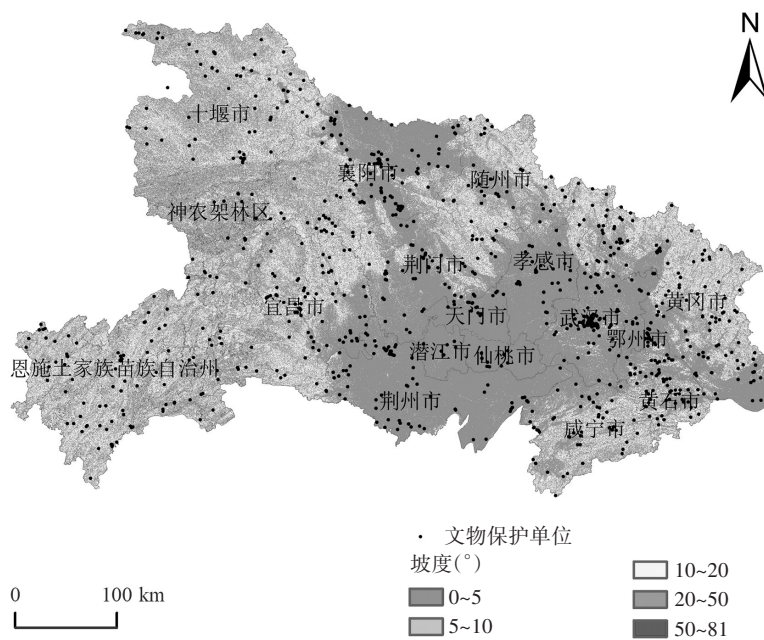 N
十堰市
襄阳市
随州市
神农架林区
荆门市
孝感市
宜昌市
天门市
武汉市
黄冈市
鄂州市
潜江市
仙桃市
恩施土家族苗族自治州
荆州市
黄石市
咸宁市
文物保护单位
坡度(°)
0~5
5~10
10~20
20~50
50~81
0 100 km